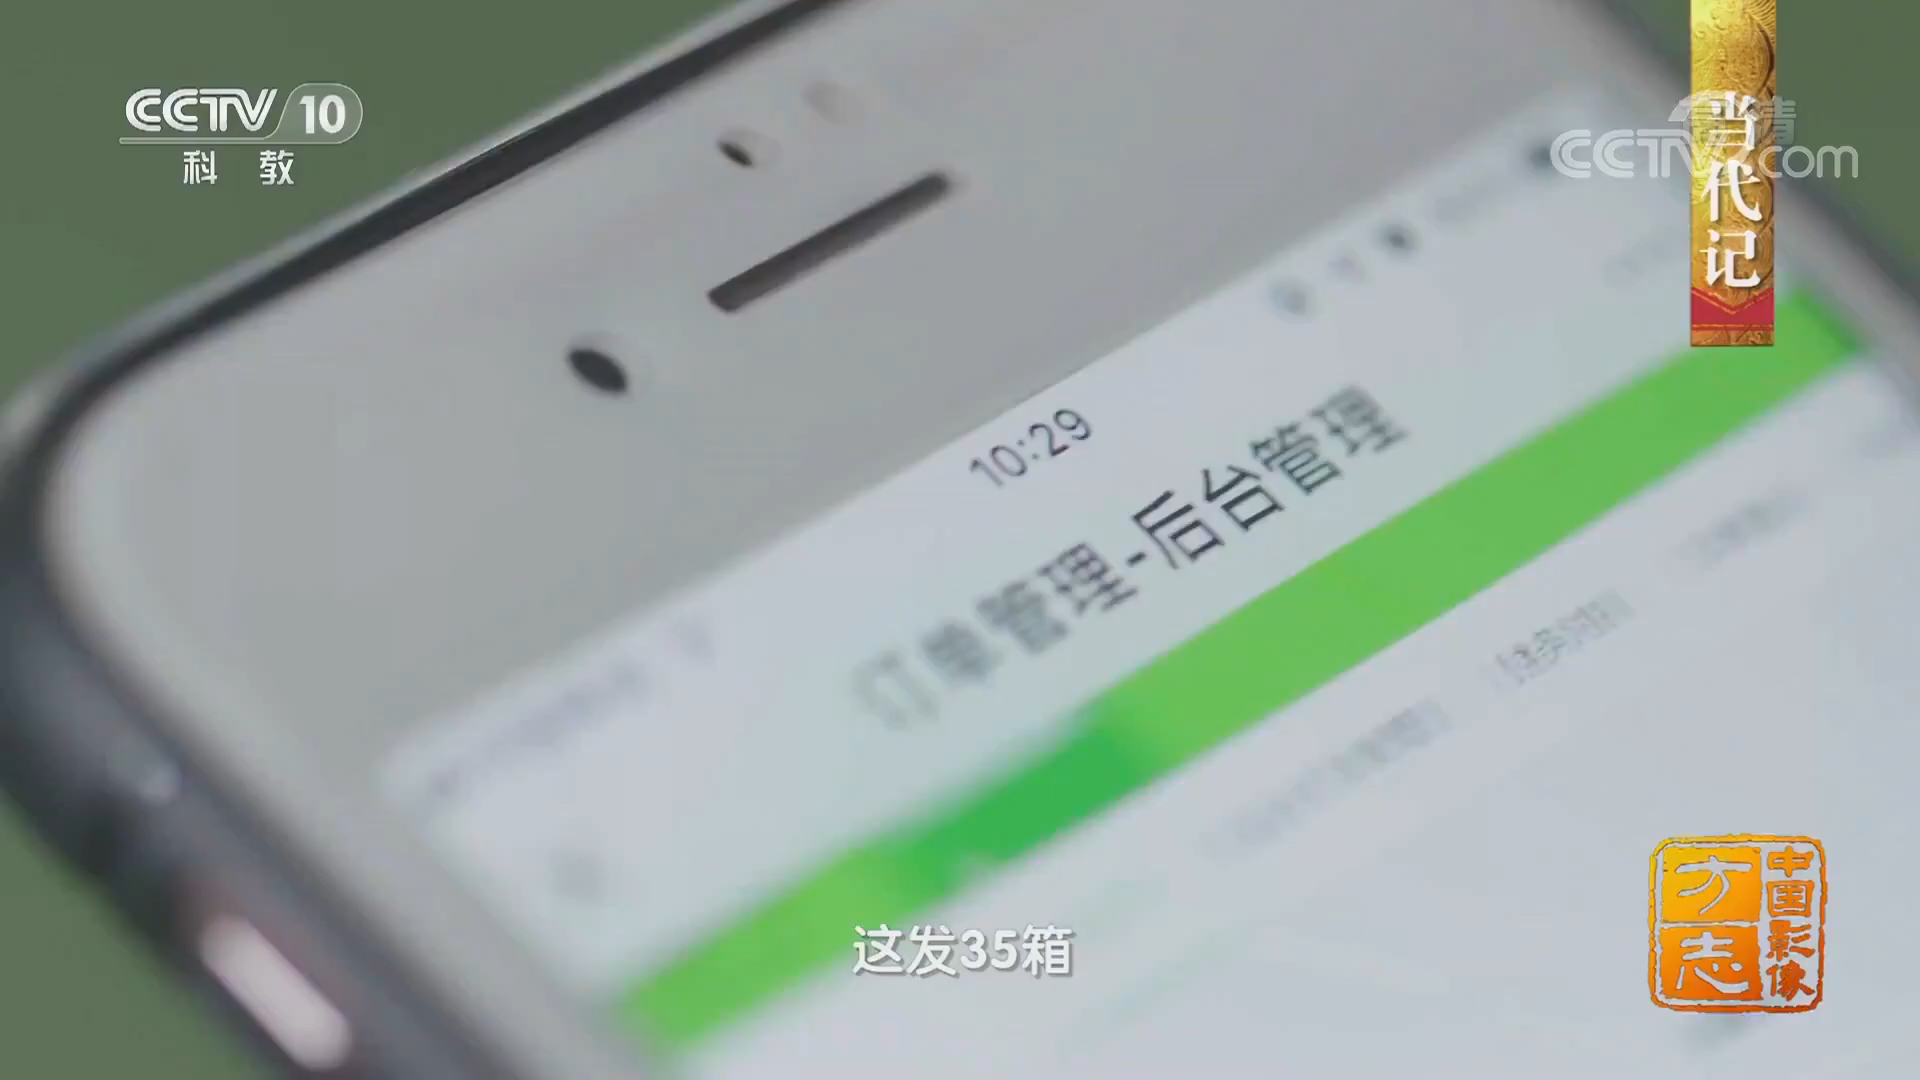 CCTV 10
科教
当代记
CCTV.com
10:29
订单管理-后台管理
这发35箱
中国影像
方志